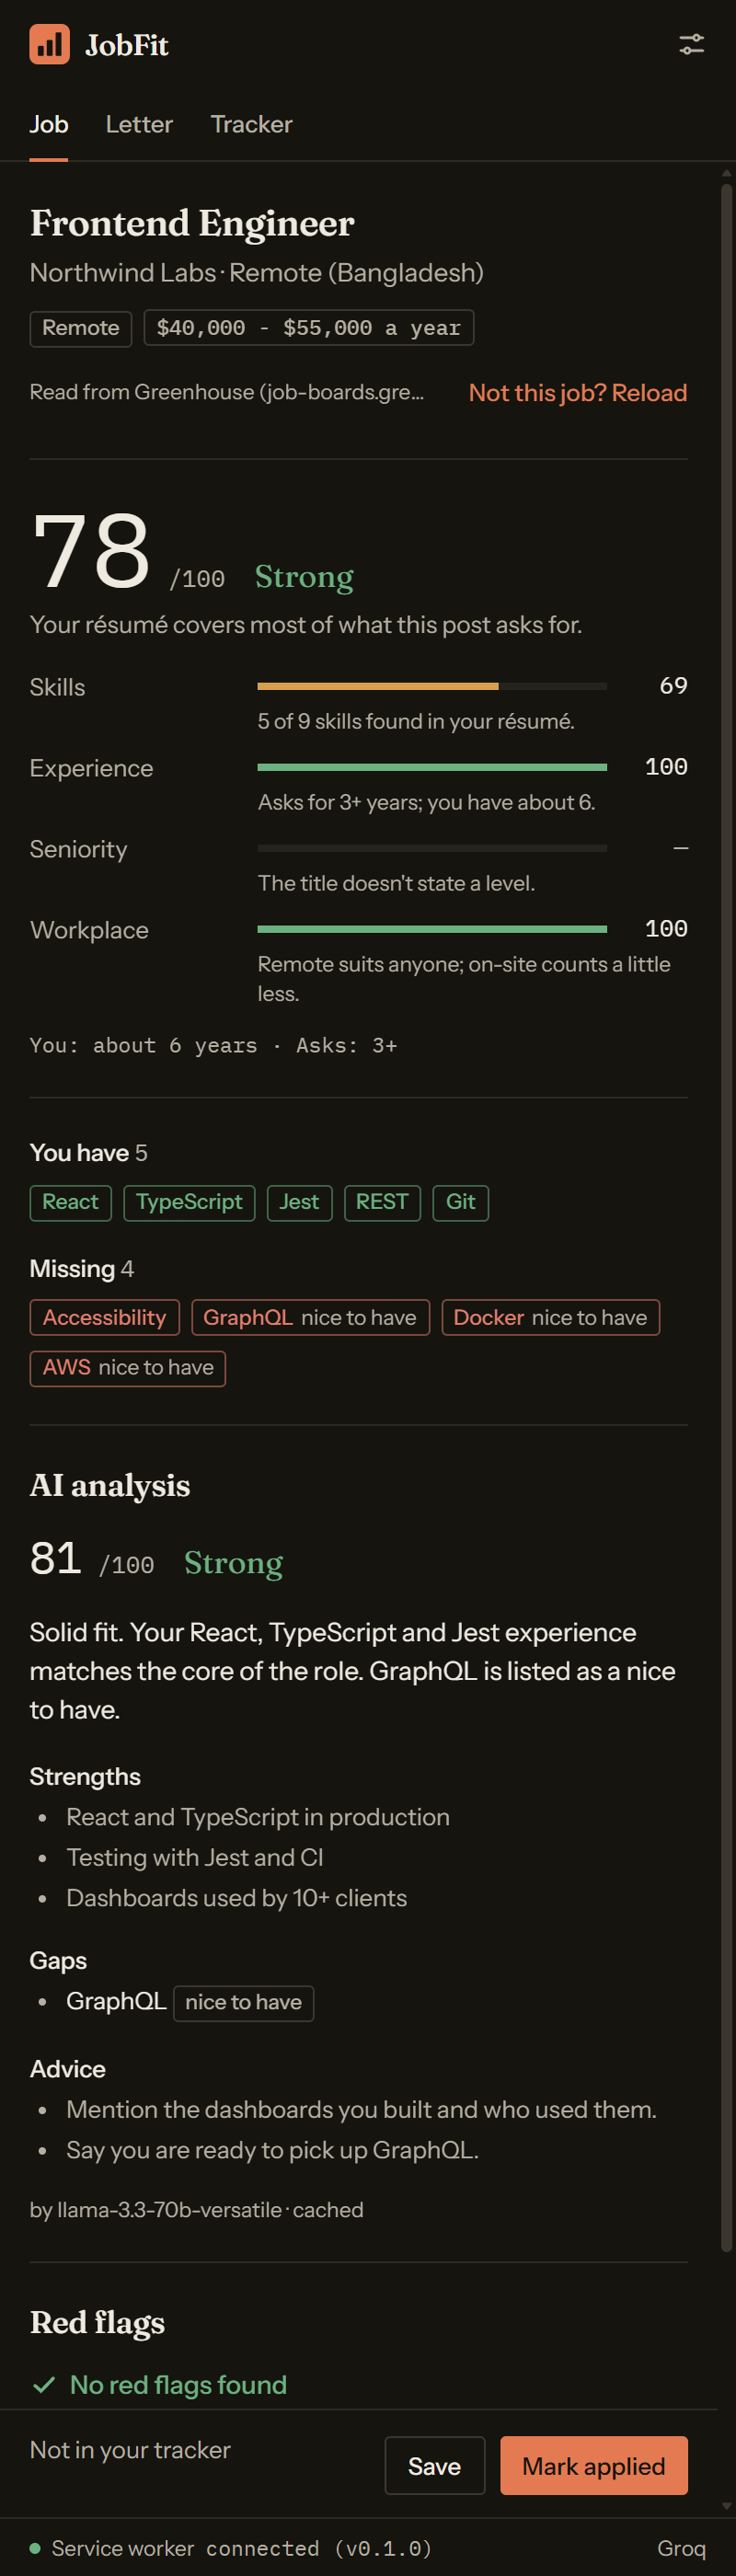 JobFit
Job Letter Tracker
Frontend Engineer
Northwind Labs · Remote (Bangladesh)
Remote $40,000 - $55,000 a year
Read from Greenhouse (job-boards.gre... Not this job? Reload
78 /100 Strong
Your résumé covers most of what this post asks for.
Skills 69
5 of 9 skills found in your résumé.
Experience 100
Asks for 3+ years; you have about 6.
Seniority –
The title doesn't state a level.
Workplace 100
Remote suits anyone; on-site counts a little
less.
You: about 6 years · Asks: 3+
You have 5
React TypeScript Jest REST Git
Missing 4
Accessibility GraphQL nice to have Docker nice to have
AWS nice to have
AI analysis
81 /100 Strong
Solid fit. Your React, TypeScript and Jest experience
matches the core of the role. GraphQL is listed as a nice
to have.
Strengths
• React and TypeScript in production
• Testing with Jest and CI
• Dashboards used by 10+ clients
Gaps
• GraphQL nice to have
Advice
• Mention the dashboards you built and who used them.
• Say you are ready to pick up GraphQL.
by llama-3.3-70b-versatile · cached
Red flags
No red flags found
Not in your tracker Save Mark applied
Service worker connected (v0.1.0) Groq